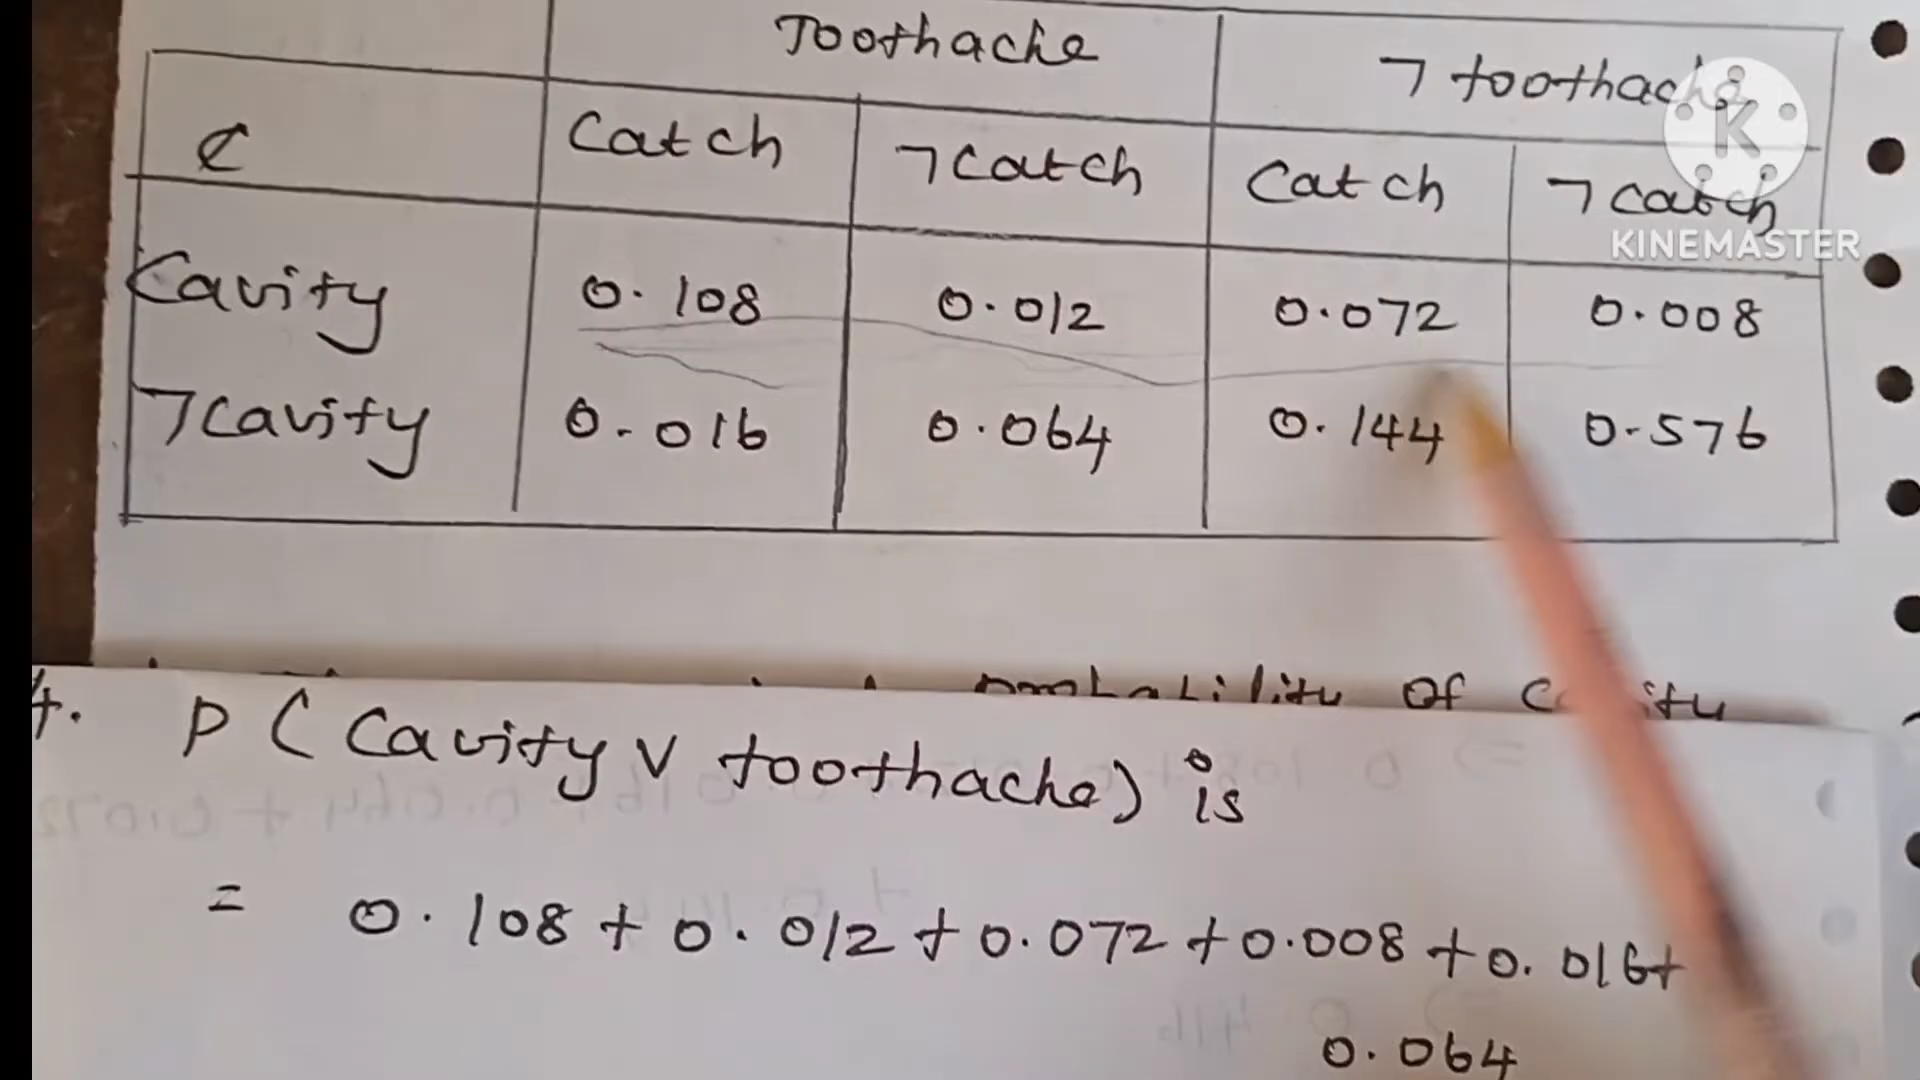 Toothache ¬ toothache
¢ Catch ¬catch Catch ¬catch
KINEMASTER
Cavity 0.108 0.012 0.072 0.008
¬cavity 0.016 0.064 0.144 0.576
probability of cavity
4. P (Cavity ∨ toothache) is
= 0.108 + 0.012 + 0.072 + 0.008 + 0.016 +
0.064